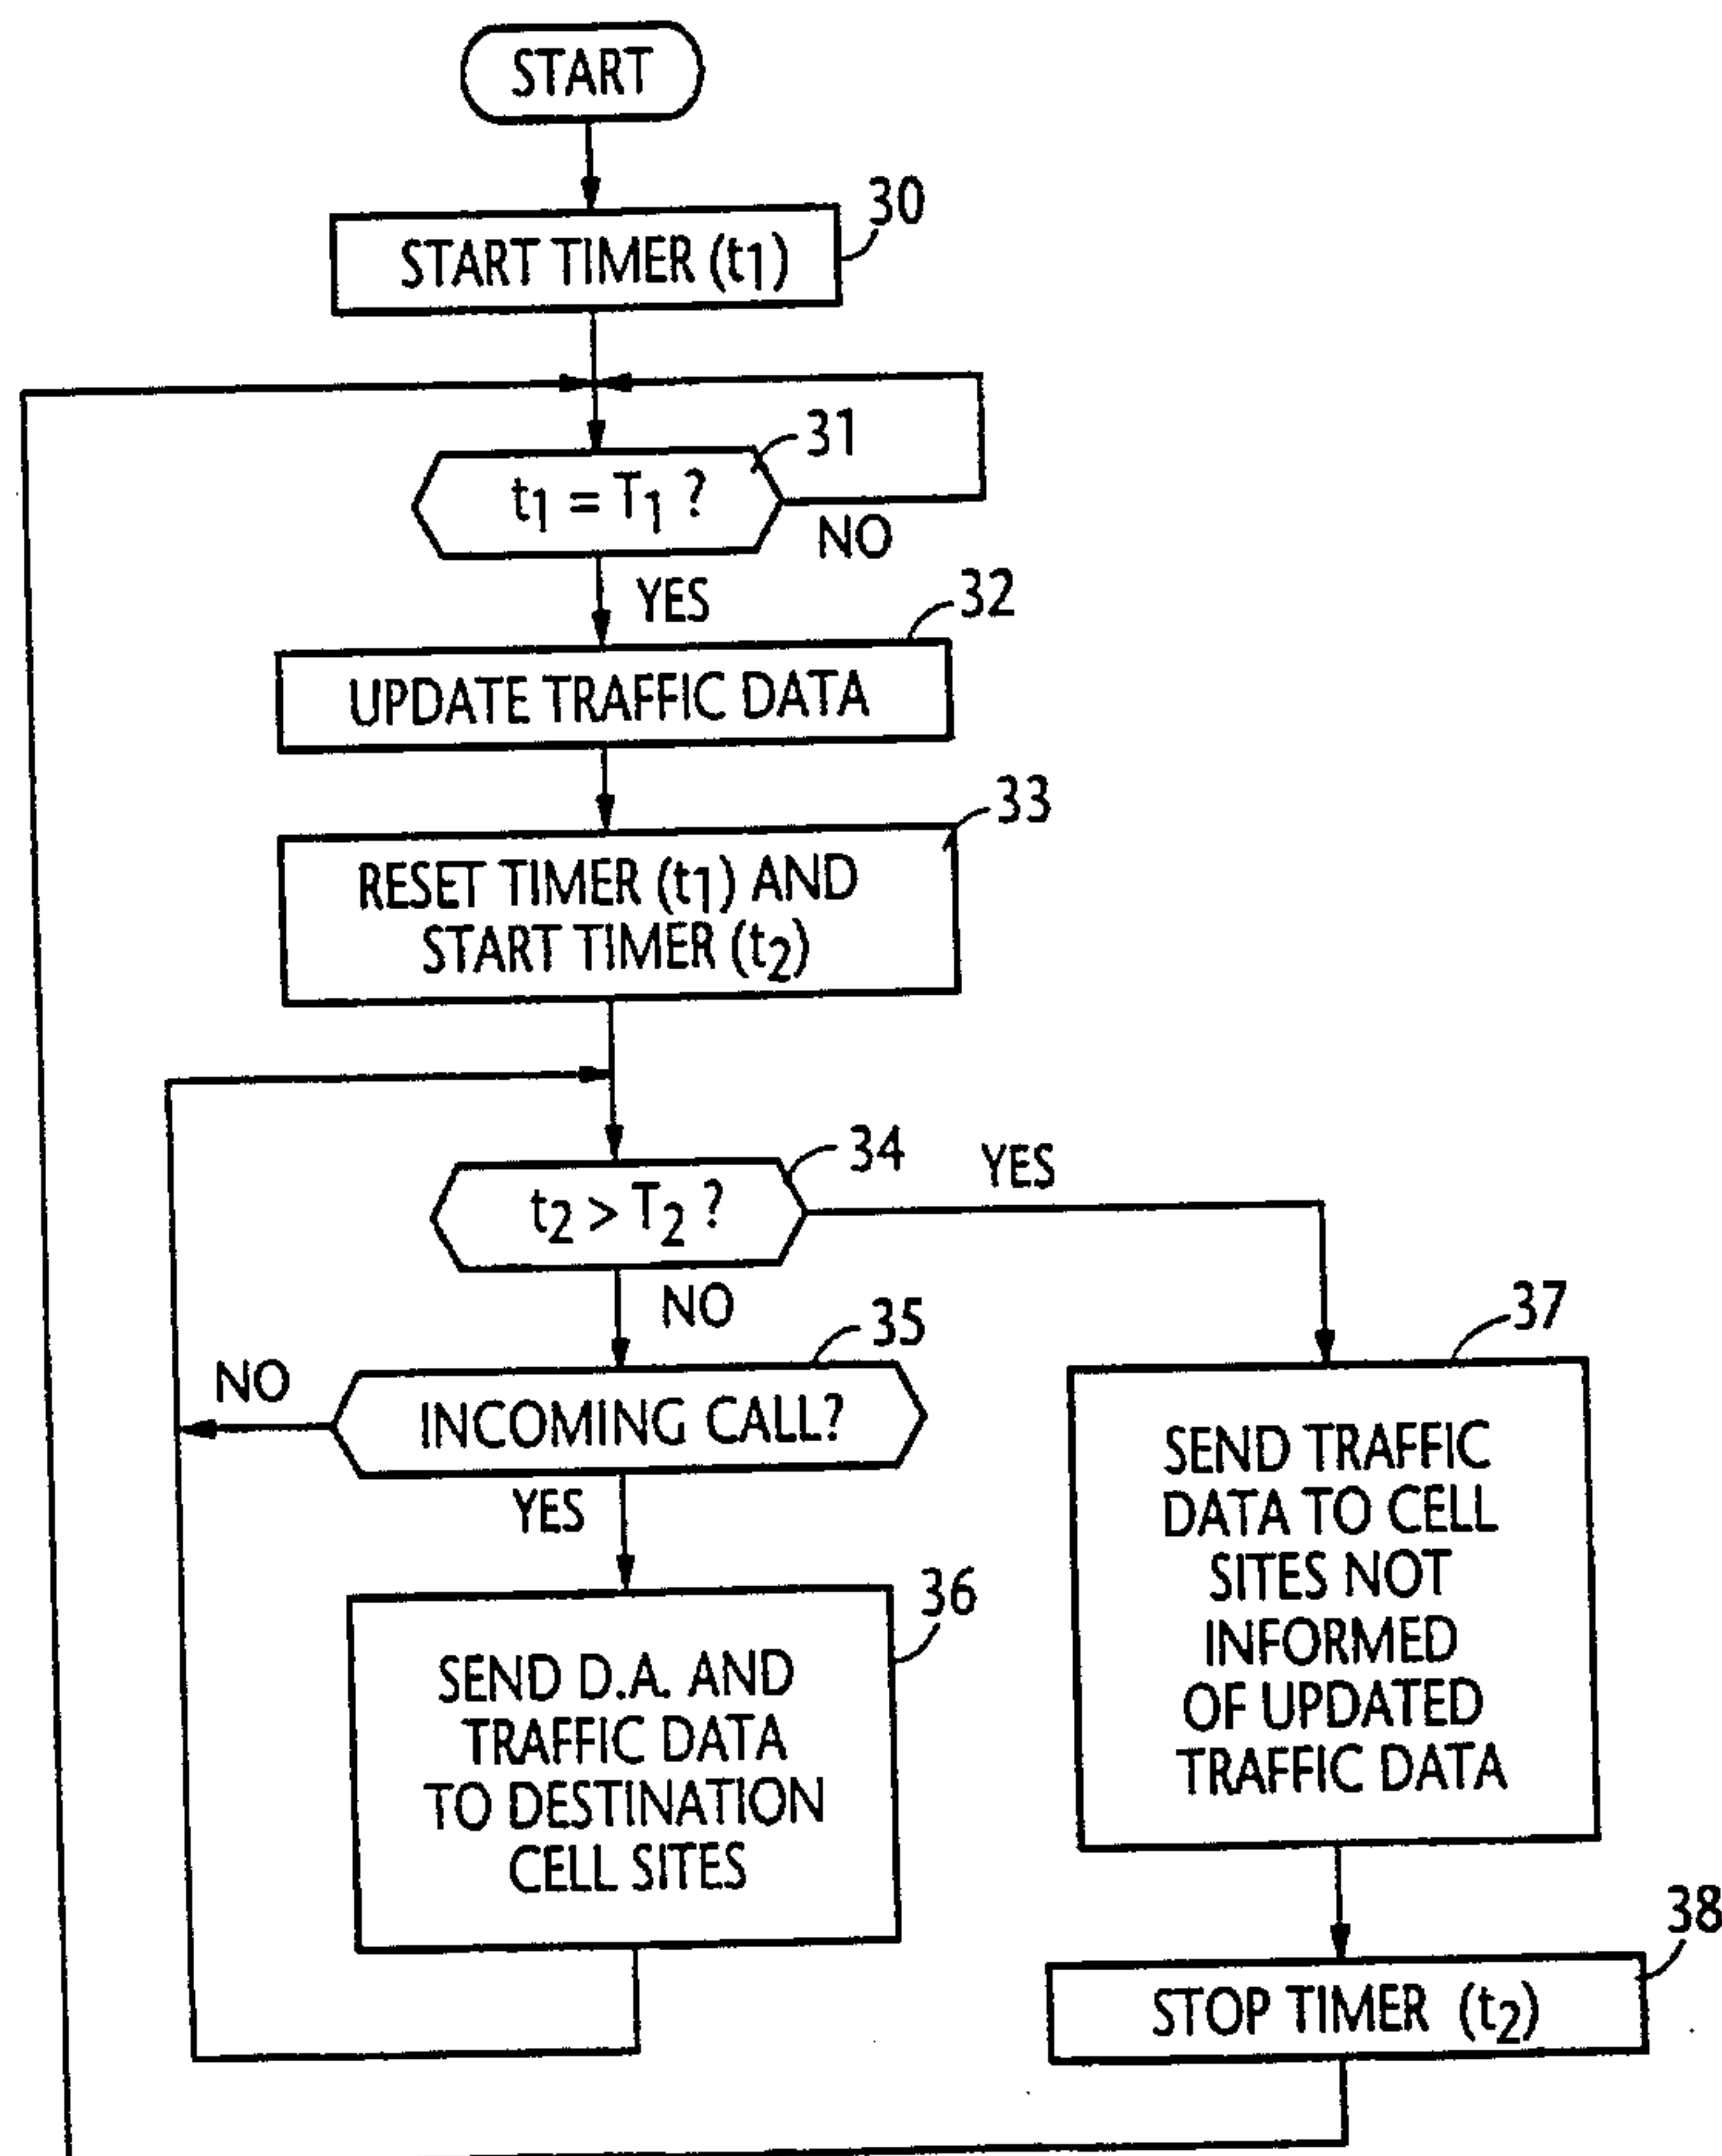 START
30
START TIMER (t1)
31
t1 = T1 ?
NO
YES
32
UPDATE TRAFFIC DATA
33
RESET TIMER (t1) AND
START TIMER (t2)
34
YES
t2 > T2 ?
NO
35
37
NO
INCOMING CALL?
YES
SEND TRAFFIC
DATA TO CELL
SITES NOT
INFORMED
OF UPDATED
TRAFFIC DATA
36
SEND D.A. AND
TRAFFIC DATA
TO DESTINATION
CELL SITES
38
STOP TIMER (t2)